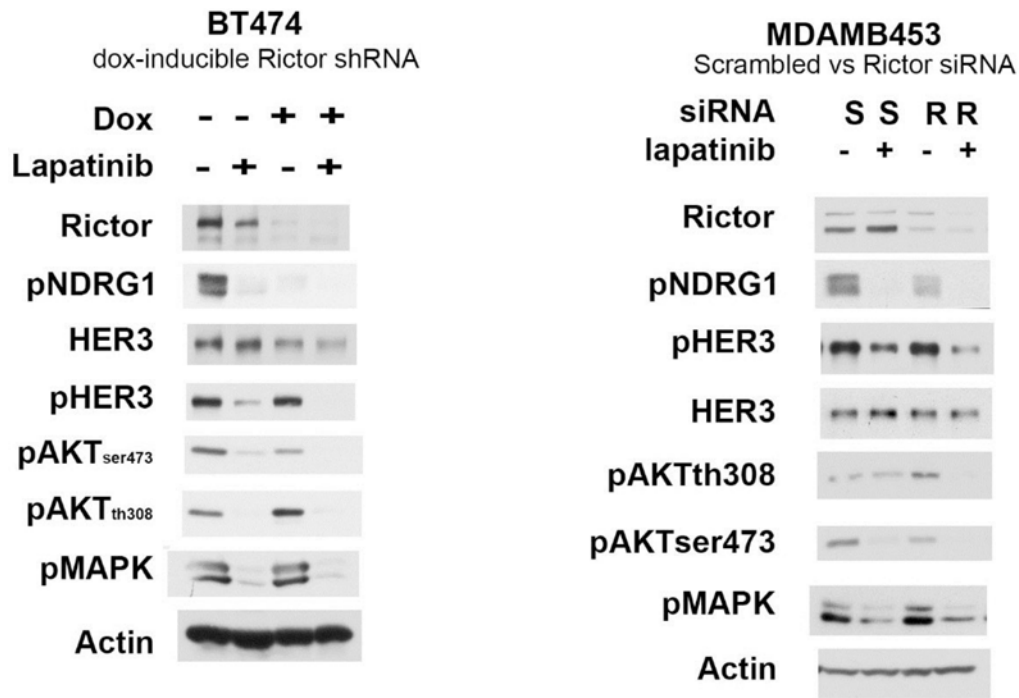 BT474
dox-inducible Rictor shRNA
Dox - - + +
Lapatinib - + - +
Rictor
pNDRG1
HER3
pHER3
pAKTser473
pAKTth308
pMAPK
Actin
MDAMB453
Scrambled vs Rictor siRNA
siRNA S S R R
lapatinib - + - +
Rictor
pNDRG1
pHER3
HER3
pAKTth308
pAKTser473
pMAPK
Actin